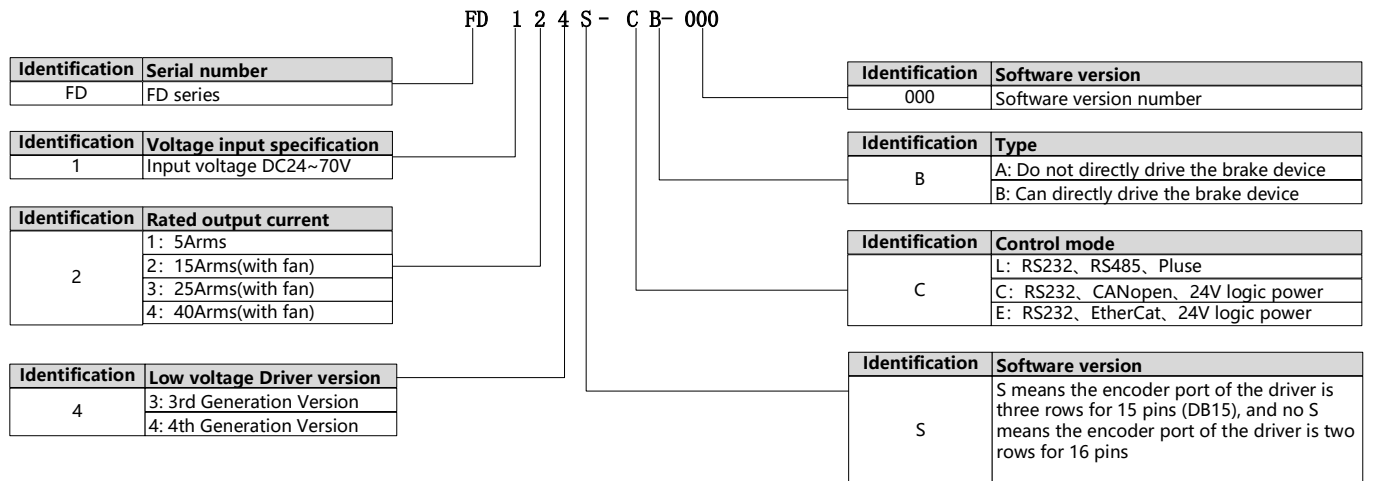 FD 1 2 4 S - C B- 000
Identification Serial number
FD FD series
Identification Voltage input specification
1 Input voltage DC24~70V
Identification Rated output current
2
1：5Arms
2：15Arms(with fan)
3：25Arms(with fan)
4：40Arms(with fan)
Identification Low voltage Driver version
4
3: 3rd Generation Version
4: 4th Generation Version
Identification Software version
000 Software version number
Identification Type
B
A: Do not directly drive the brake device
B: Can directly drive the brake device
Identification Control mode
C
L：RS232、RS485、Pluse
C：RS232、CANopen、24V logic power
E：RS232、EtherCat、24V logic power
Identification Software version
S
S means the encoder port of the driver is
three rows for 15 pins (DB15), and no S
means the encoder port of the driver is two
rows for 16 pins